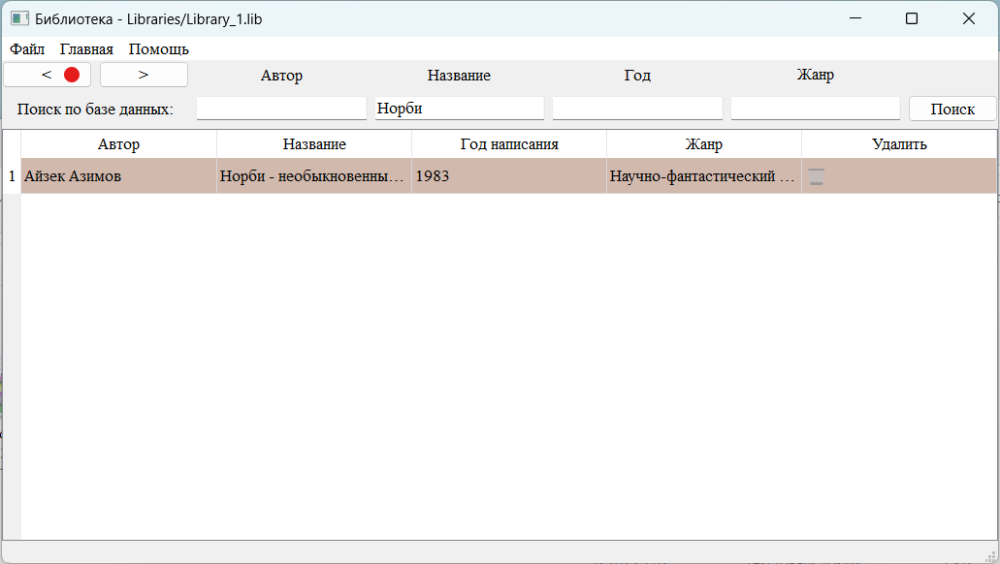 Библиотека - Libraries/Library_1.lib
Файл Главная Помощь
< > Автор Название Год Жанр
Поиск по базе данных: Норби Поиск
Автор Название Год написания Жанр Удалить
1 Айзек Азимов Норби - необыкновенны... 1983 Научно-фантастический ...